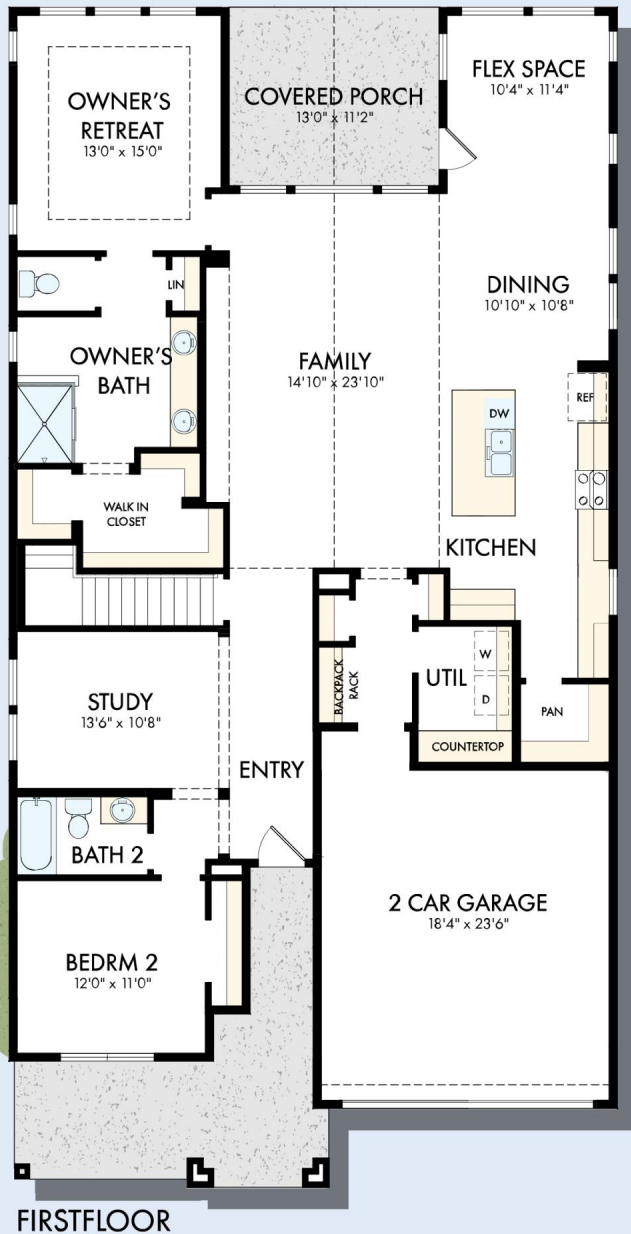 OWNER'S
RETREAT
13'0" x 15'0"
COVERED PORCH
13'0" x 11'2"
FLEX SPACE
10'4" x 11'4"
LIN
DINING
10'10" x 10'8"
OWNER'S
BATH
FAMILY
14'10" x 23'10"
REF
DW
WALK IN
CLOSET
KITCHEN
BACKPACK
RACK
UTIL
W
D
COUNTERTOP
PAN
STUDY
13'6" x 10'8"
ENTRY
BATH 2
BEDRM 2
12'0" x 11'0"
2 CAR GARAGE
18'4" x 23'6"
FIRSTFLOOR